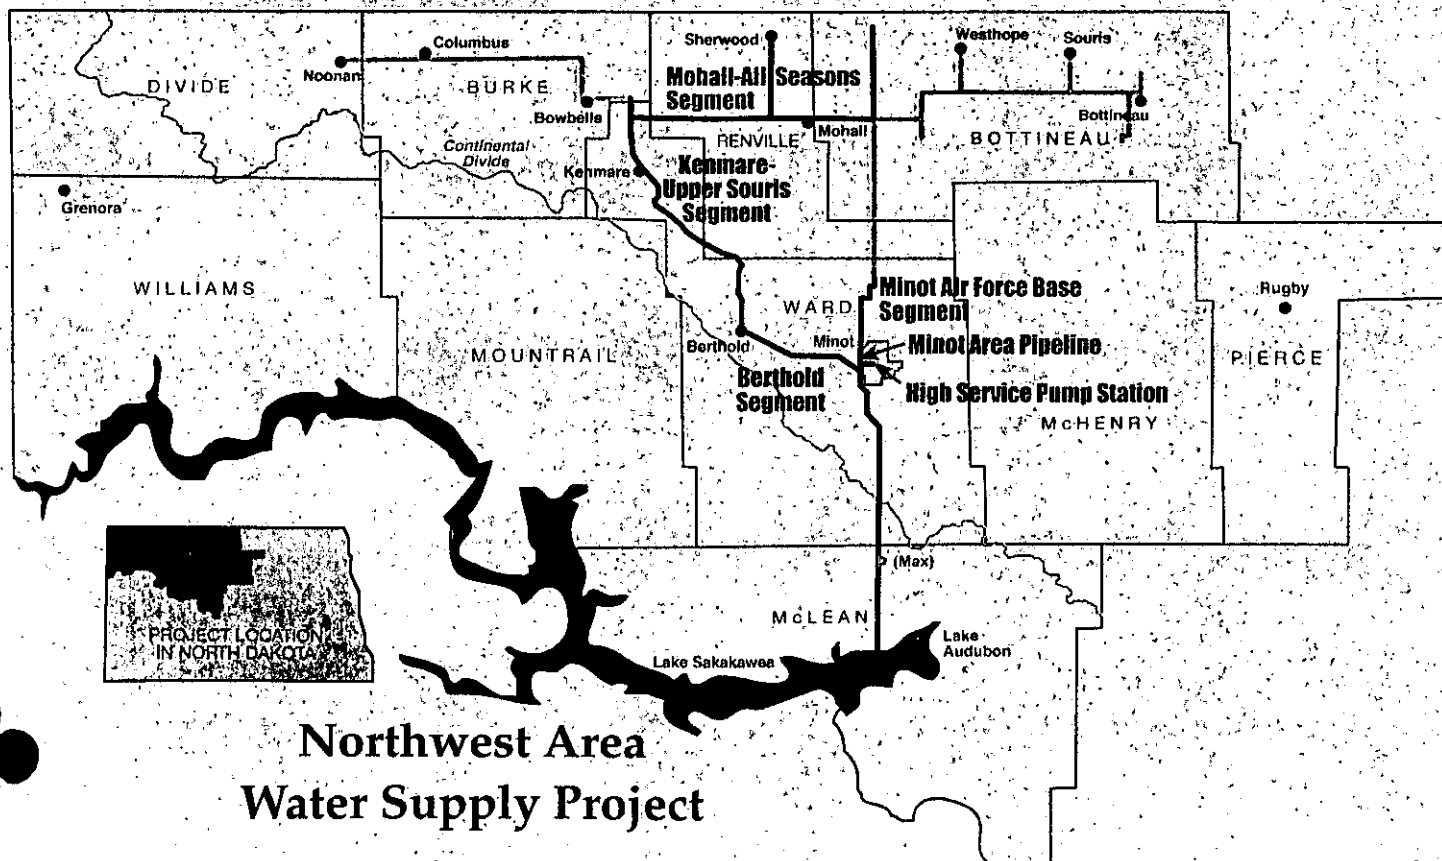 Columbus
Noonan
DIVIDE
BURKE
Bowbells
Sherwood
Mohall-All Seasons
Segment
Westhope
Souris
Bottineau
BOTTINEAU
Mohall
RENVILLE
Continental
Divide
Kenmare
Kenmare-
Upper Souris
Segment
Grenora
WILLIAMS
MOUNTRAIL
WARD
Minot Air Force Base
Segment
Rugby
Berthold
Minot
Minot Area Pipeline
PIERCE
Berthold
Segment
High Service Pump Station
McHENRY
(Max)
McLEAN
PROJECT LOCATION
IN NORTH DAKOTA
Lake Sakakawea
Lake
Audubon
Northwest Area
Water Supply Project